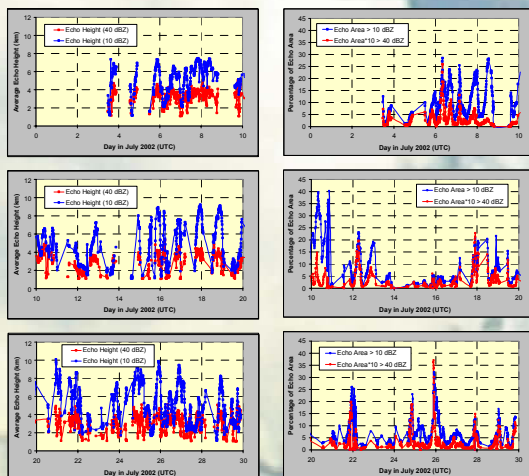 Average Echo Height (km)
12
10
8
6
4
2
0
Echo Height (40 dBZ)
Echo Height (10 dBZ)
0 2 4 6 8 10
Day in July 2002 (UTC)
Percentage of Echo Area
45
40
35
30
25
20
15
10
5
0
Echo Area > 10 dBZ
Echo Area*10 > 40 dBZ
0 2 4 6 8 10
Day in July 2002 (UTC)
Average Echo Height (km)
12
10
8
6
4
2
0
Echo Height (40 dBZ)
Echo Height (10 dBZ)
10 12 14 16 18 20
Day in July 2002 (UTC)
Percentage of Echo Area
45
40
35
30
25
20
15
10
5
0
Echo Area > 10 dBZ
Echo Area*10 > 40 dBZ
10 12 14 16 18 20
Day in July 2002 (UTC)
Average Echo Height (km)
12
10
8
6
4
2
0
Echo Height (40 dBZ)
Echo Height (10 dBZ)
20 22 24 26 28 30
Day in July 2002 (UTC)
Percentage of Echo Area
45
40
35
30
25
20
15
10
5
0
Echo Area > 10 dBZ
Echo Area*10 > 40 dBZ
20 22 24 26 28 30
Day in July 2002 (UTC)